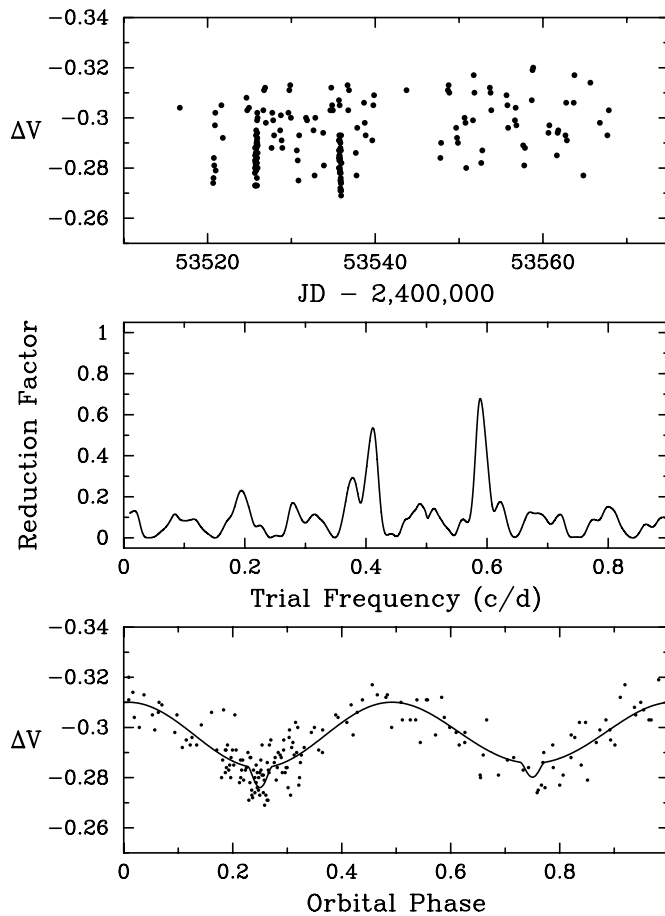 −0.34
−0.32
−0.3
−0.28
−0.26
ΔV
53520 53540 53560
JD − 2,400,000
1
0.8
0.6
0.4
0.2
0
Reduction Factor
0 0.2 0.4 0.6 0.8
Trial Frequency (c/d)
−0.34
−0.32
−0.3
−0.28
−0.26
ΔV
0 0.2 0.4 0.6 0.8
Orbital Phase